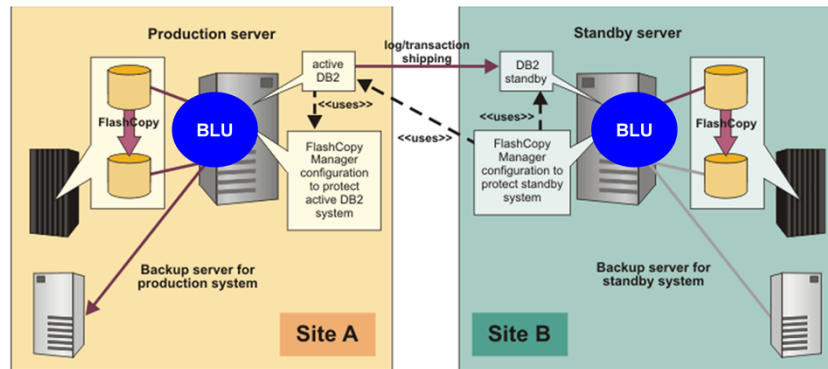 Production server
active
DB2
<<uses>>
FlashCopy
BLU
FlashCopy
Manager
configuration
to protect
active DB2
system
Backup server for
production system
Site A
log/transaction
shipping
<<uses>>
Standby server
DB2
standby
<<uses>>
FlashCopy
Manager
configuration to
protect standby
system
BLU
FlashCopy
Backup server for
standby system
Site B